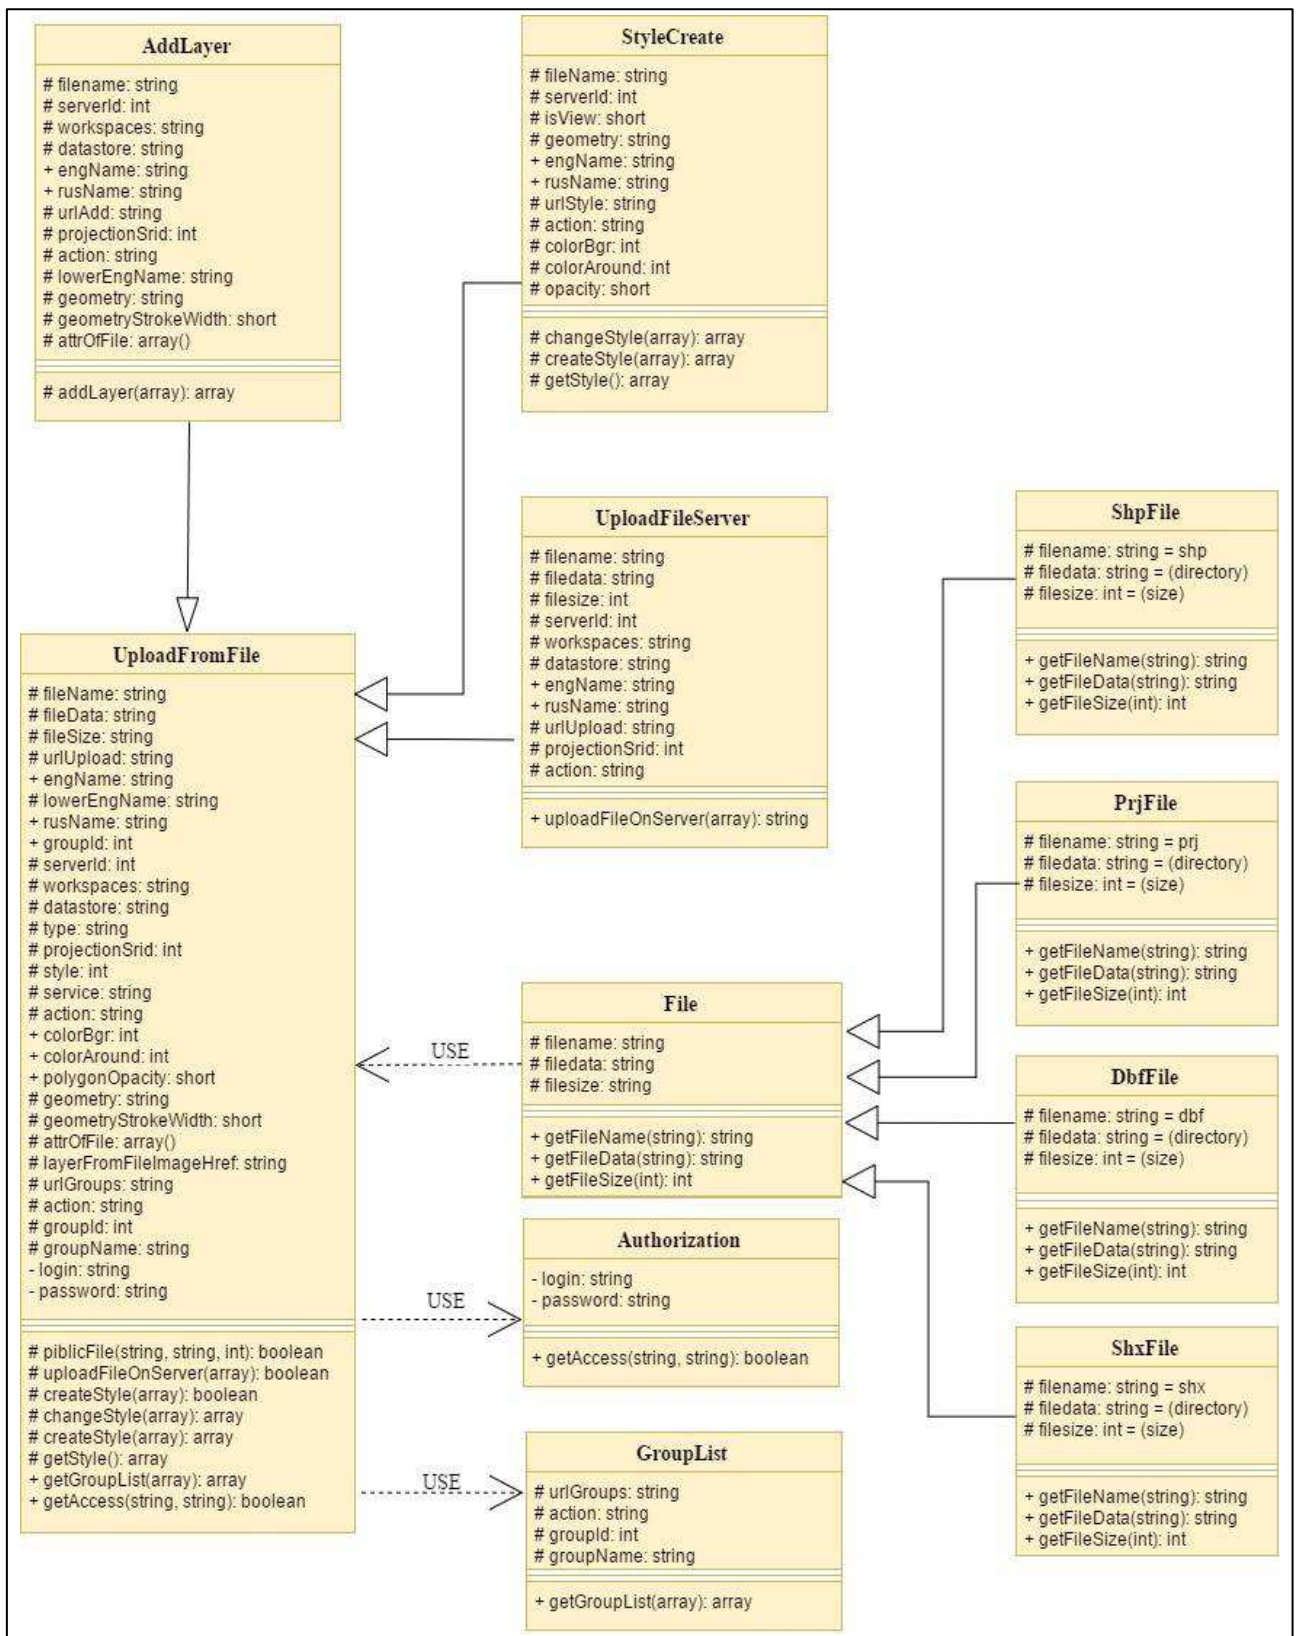 AddLayer
# filename: string
# serverId: int
# workspaces: string
# datastore: string
+ engName: string
+ rusName: string
# urlAdd: string
# projectionSrid: int
# action: string
# lowerEngName: string
# geometry: string
# geometryStrokeWidth: short
# attrOfFile: array()
# addLayer(array): array
StyleCreate
# fileName: string
# serverId: int
# isView: short
# geometry: string
+ engName: string
+ rusName: string
# urlStyle: string
# action: string
# colorBgr: int
# colorAround: int
# opacity: short
# changeStyle(array): array
# createStyle(array): array
# getStyle(): array
UploadFileServer
# filename: string
# filedata: string
# filesize: int
# serverId: int
# workspaces: string
# datastore: string
+ engName: string
+ rusName: string
# urlUpload: string
# projectionSrid: int
# action: string
+ uploadFileOnServer(array): string
ShpFile
# filename: string = shp
# filedata: string = (directory)
# filesize: int = (size)
+ getFileName(string): string
+ getFileData(string): string
+ getFileSize(int): int
UploadFromFile
# fileName: string
# fileData: string
# fileSize: string
# urlUpload: string
+ engName: string
# lowerEngName: string
+ rusName: string
+ groupId: int
# serverId: int
# workspaces: string
# datastore: string
# type: string
# projectionSrid: int
# style: int
# service: string
# action: string
+ colorBgr: int
+ colorAround: int
+ polygonOpacity: short
# geometry: string
# geometryStrokeWidth: short
# attrOfFile: array()
# layerFromFileImageHref: string
# urlGroups: string
# action: string
# groupId: int
# groupName: string
- login: string
- password: string
# piblicFile(string, string, int): boolean
# uploadFileOnServer(array): boolean
# createStyle(array): boolean
# changeStyle(array): array
# createStyle(array): array
# getStyle(): array
+ getGroupList(array): array
+ getAccess(string, string): boolean
PrjFile
# filename: string = prj
# filedata: string = (directory)
# filesize: int = (size)
+ getFileName(string): string
+ getFileData(string): string
+ getFileSize(int): int
USE
File
# filename: string
# filedata: string
# filesize: string
+ getFileName(string): string
+ getFileData(string): string
+ getFileSize(int): int
DbfFile
# filename: string = dbf
# filedata: string = (directory)
# filesize: int = (size)
+ getFileName(string): string
+ getFileData(string): string
+ getFileSize(int): int
USE
Authorization
- login: string
- password: string
+ getAccess(string, string): boolean
ShxFile
# filename: string = shx
# filedata: string = (directory)
# filesize: int = (size)
+ getFileName(string): string
+ getFileData(string): string
+ getFileSize(int): int
USE
GroupList
# urlGroups: string
# action: string
# groupId: int
# groupName: string
+ getGroupList(array): array